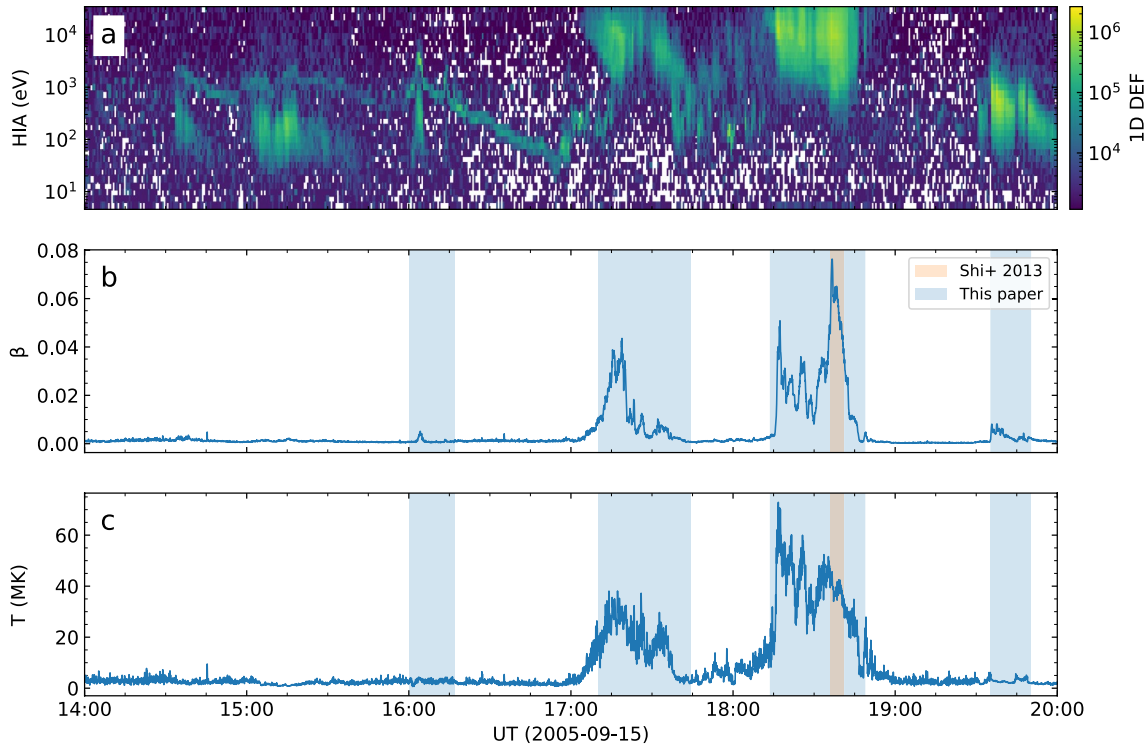 a
HIA (eV)
10⁴
10³
10²
10¹
10⁶
10⁵
10⁴
1D DEF
b
β
0.08
0.06
0.04
0.02
0.00
Shi+ 2013
This paper
c
T (MK)
60
40
20
0
14:00 15:00 16:00 17:00 18:00 19:00 20:00
UT (2005-09-15)